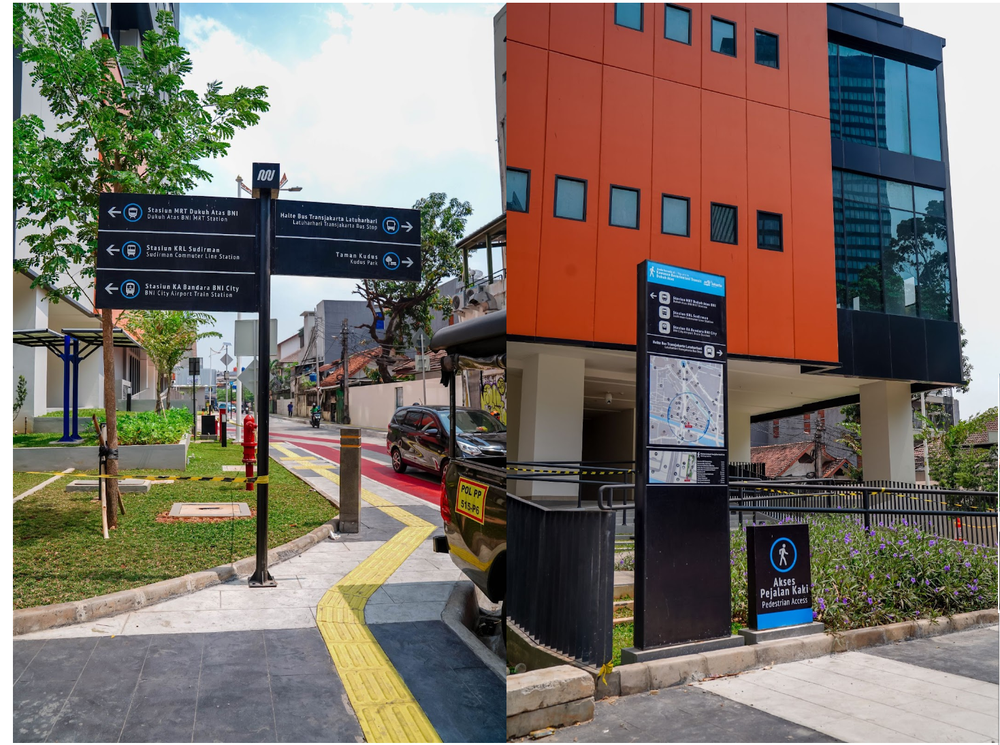 Stasiun MRT Dukuh Atas BNI
Dukuh Atas BNI MRT Station
Stasiun KRL Sudirman
Sudirman Commuter Line Station
Stasiun KA Bandara BNI City
BNI City Airport Train Station
Halte Bus Transjakarta Latuharhari
Latuharhari Transjakarta Bus Stop
Taman Kudus
Kudus Park
POL PP
515-P6
Kawasan Berorientasi Transit
Dukuh Atas
Stasiun MRT Dukuh Atas BNI
Dukuh Atas BNI MRT Station
Stasiun KRL Sudirman
Sudirman Commuter Line Station
Stasiun KA Bandara BNI City
BNI City Airport Train Station
Halte Bus Transjakarta Latuharhari
Latuharhari Transjakarta Bus Stop
Akses
Pejalan Kaki
Pedestrian Access